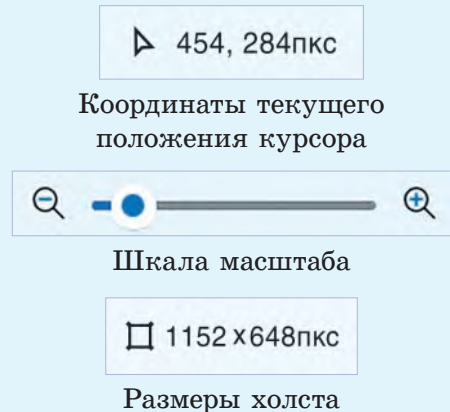 454, 284пкс
Координаты текущего
положения курсора
Шкала масштаба
1152 x 648пкс
Размеры холста